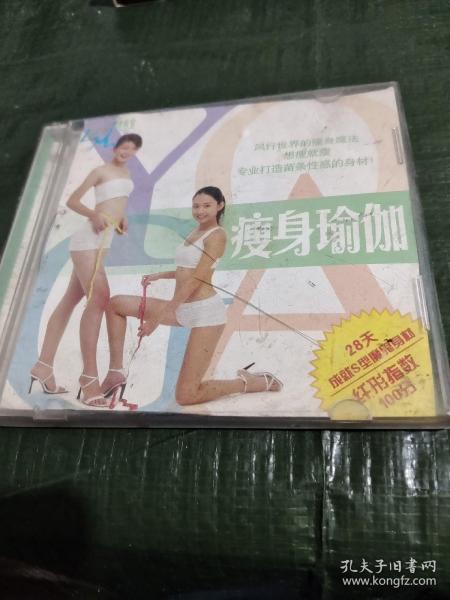 YOGA
风行世界的瘦身魔法
想瘦就瘦
专业打造苗条性感的身材!
瘦身瑜伽
28天
成就S型魔鬼身材
纤形指数
100分
孔夫子旧书网
www.kongfz.com